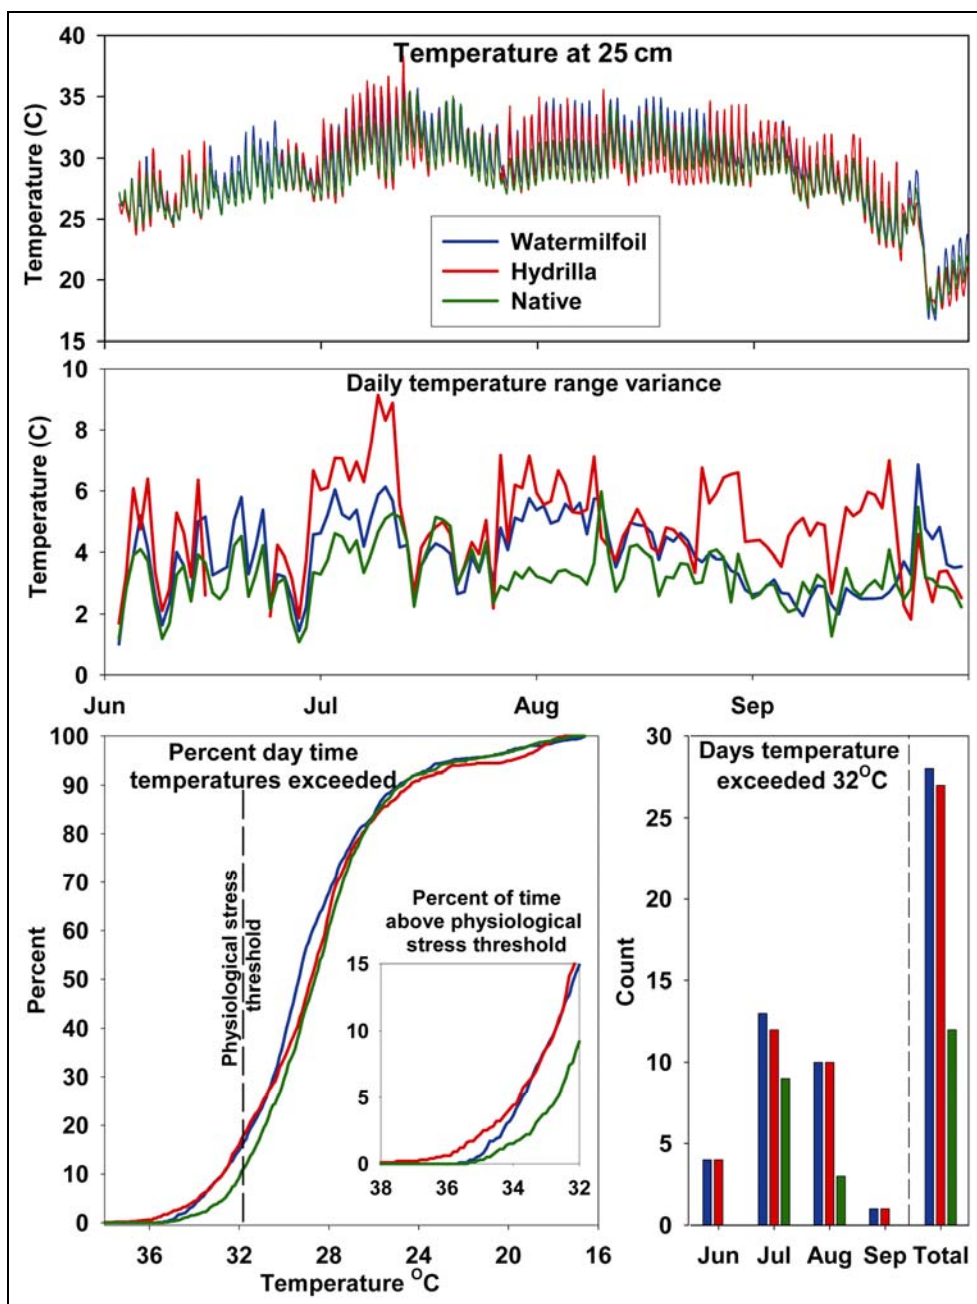 Temperature at 25 cm
Temperature (C)
40
35
30
25
20
15
Watermilfoil
Hydrilla
Native
Daily temperature range variance
Temperature (C)
10
8
6
4
2
0
Jun
Jul
Aug
Sep
Percent day time
temperatures exceeded
Percent
100
90
80
70
60
50
40
30
20
10
0
Physiological stress
threshold
36
32
28
24
20
16
Temperature ºC
Percent of time
above physiological
stress threshold
15
10
5
0
38
36
34
32
Days temperature
exceeded 32ºC
Count
30
25
20
15
10
5
0
Jun
Jul
Aug
Sep
Total